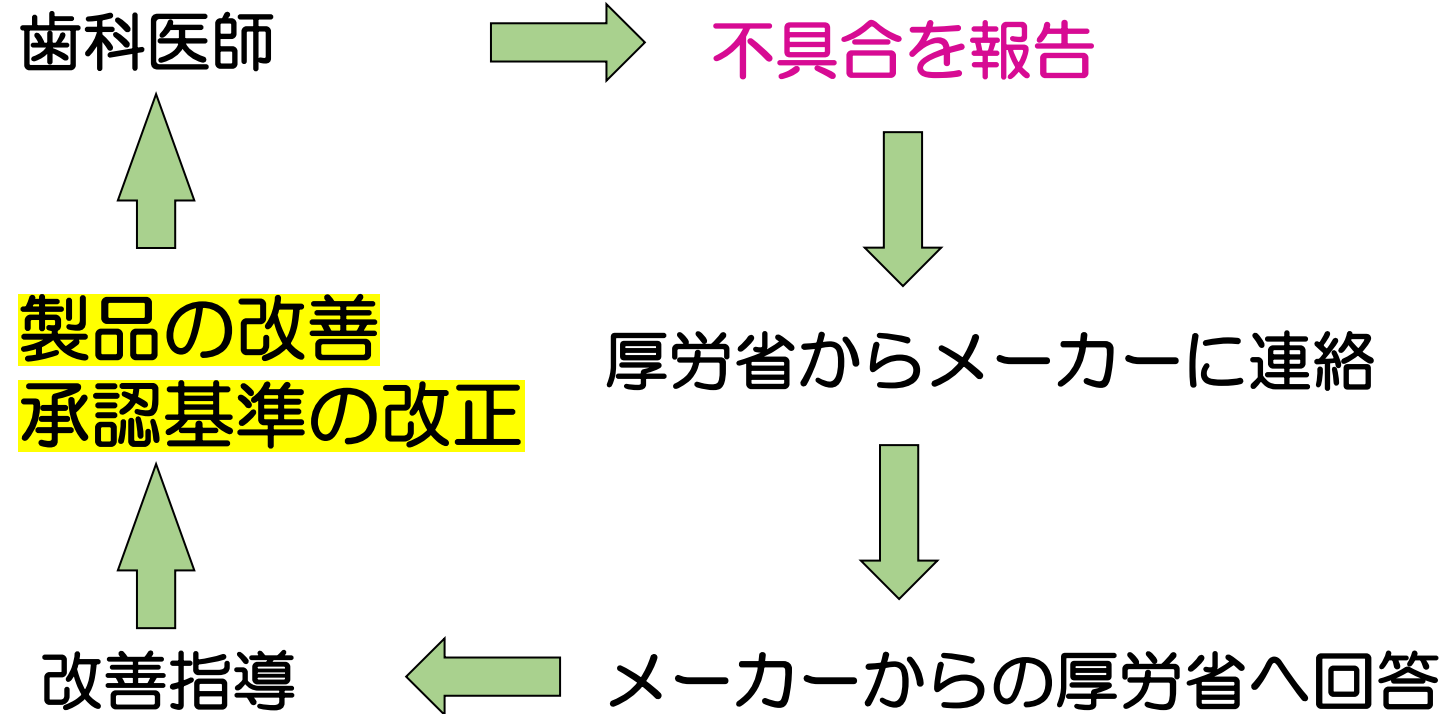 歯科医師
不具合を報告
厚労省からメーカーに連絡
メーカーからの厚労省へ回答
改善指導
製品の改善
承認基準の改正